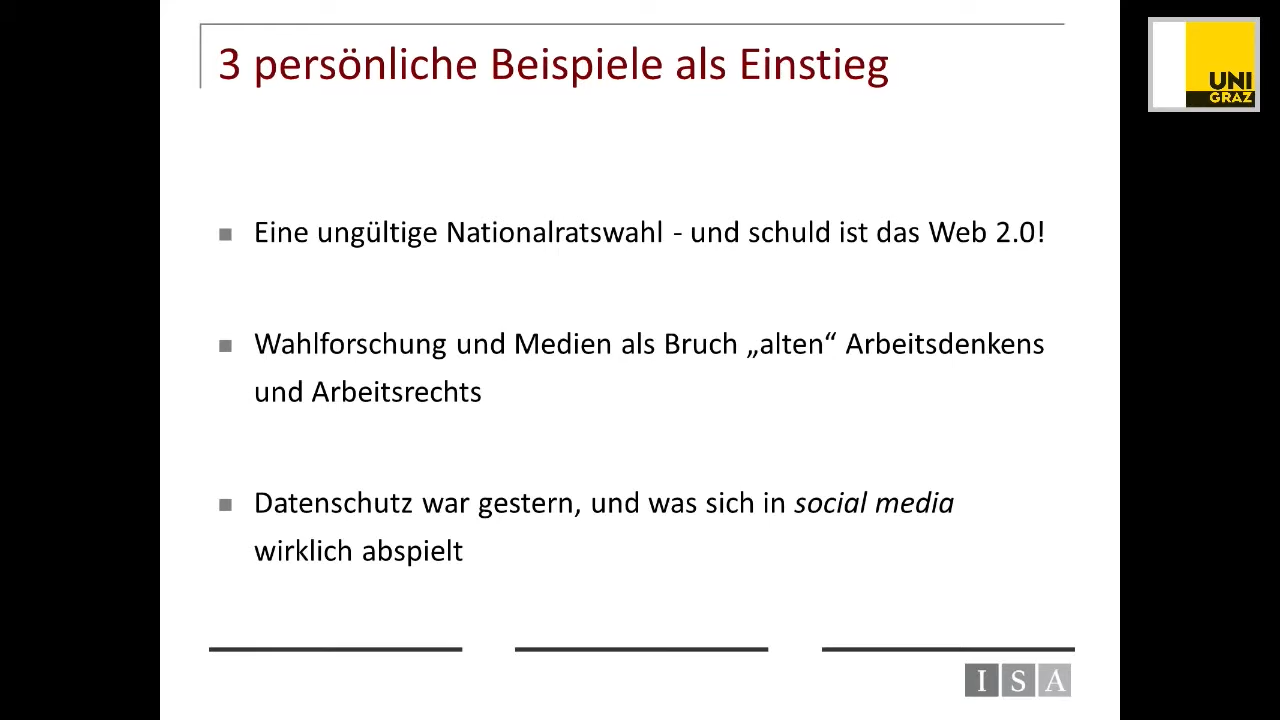 3 persönliche Beispiele als Einstieg
UNI
GRAZ
Eine ungültige Nationalratswahl - und schuld ist das Web 2.0!
Wahlforschung und Medien als Bruch „alten“ Arbeitsdenkens
und Arbeitsrechts
Datenschutz war gestern, und was sich in social media
wirklich abspielt
I S A